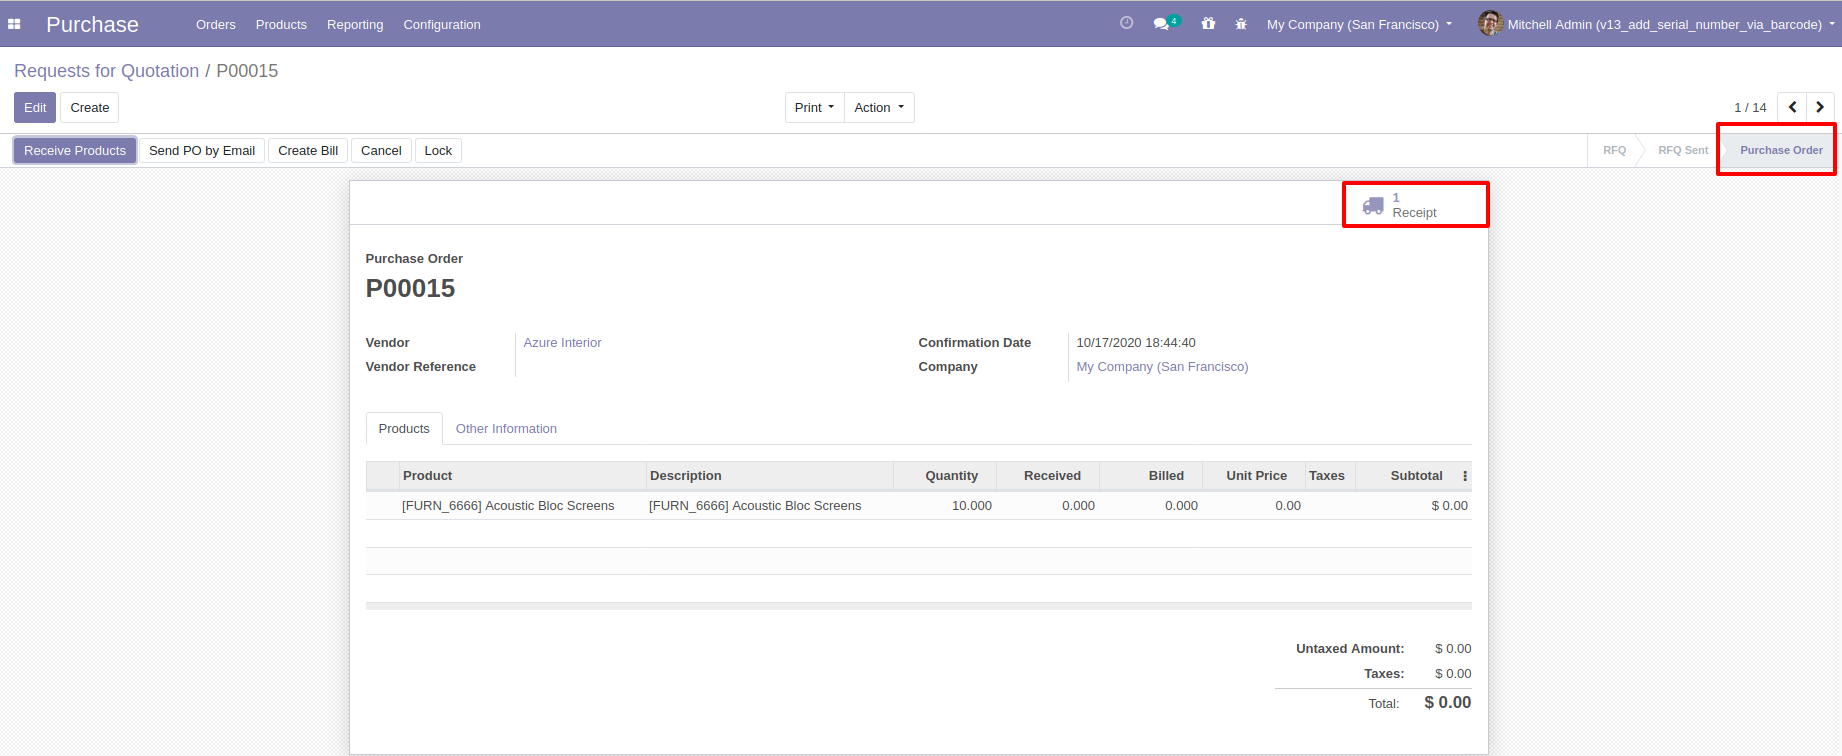 Purchase Orders Products Reporting Configuration 4 My Company (San Francisco) Mitchell Admin (v13_add_serial_number_via_barcode)
Requests for Quotation / P00015
Edit Create Print Action 1 / 14
Receive Products Send PO by Email Create Bill Cancel Lock RFQ RFQ Sent Purchase Order
1
Receipt
Purchase Order
P00015
Vendor Azure Interior Confirmation Date 10/17/2020 18:44:40
Vendor Reference Company My Company (San Francisco)
Products Other Information
Product Description Quantity Received Billed Unit Price Taxes Subtotal
[FURN_6666] Acoustic Bloc Screens [FURN_6666] Acoustic Bloc Screens 10.000 0.000 0.000 0.00 $ 0.00
Untaxed Amount: $ 0.00
Taxes: $ 0.00
Total: $ 0.00